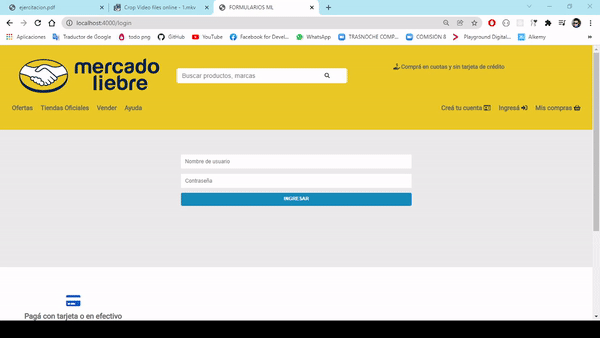 ejercitacion.pdf
Crop Video files online - 1.mkv
FORMULARIOS ML
localhost:4000/login
Aplicaciones Traductor de Google todo png GitHub YouTube Facebook for Devel... WhatsApp TRASNOCHE COMP... COMISION 8 Playground Digital... Alkemy
mercado
liebre
Buscar productos, marcas
Comprá en cuotas y sin tarjeta de crédito
Ofertas Tiendas Oficiales Vender Ayuda
Creá tu cuenta Ingresá Mis compras
Nombre de usuario
Contraseña
INGRESAR
Pagá con tarjeta o en efectivo